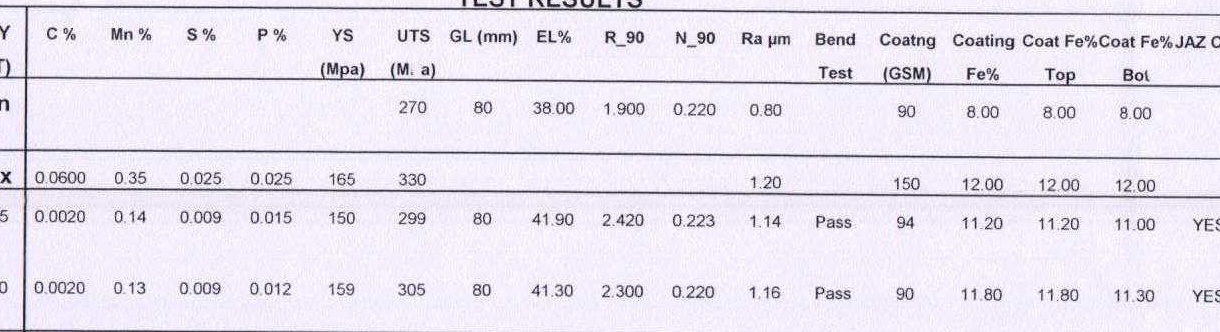 TEST RESULTS
Y C % Mn % S % P % YS UTS GL (mm) EL% R_90 N_90 Ra µm Bend Coatng Coating Coat Fe% Coat Fe% JAZ C
T) (Mpa) (M. a) Test (GSM) Fe% Top Bot
n 270 80 38.00 1.900 0.220 0.80 90 8.00 8.00 8.00
x 0.0600 0.35 0.025 0.025 165 330 1.20 150 12.00 12.00 12.00
5 0.0020 0.14 0.009 0.015 150 299 80 41.90 2.420 0.223 1.14 Pass 94 11.20 11.20 11.00 YES
0 0.0020 0.13 0.009 0.012 159 305 80 41.30 2.300 0.220 1.16 Pass 90 11.80 11.80 11.30 YES